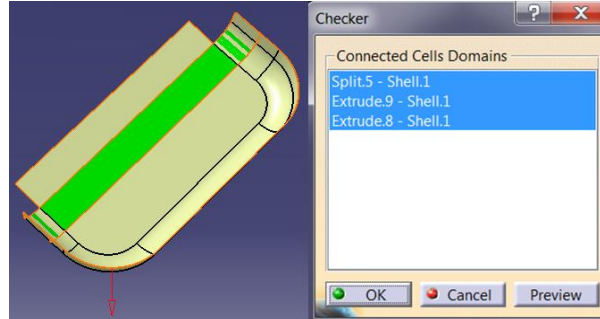 Checker
Connected Cells Domains
Split.5 - Shell.1
Extrude.9 - Shell.1
Extrude.8 - Shell.1
OK
Cancel
Preview